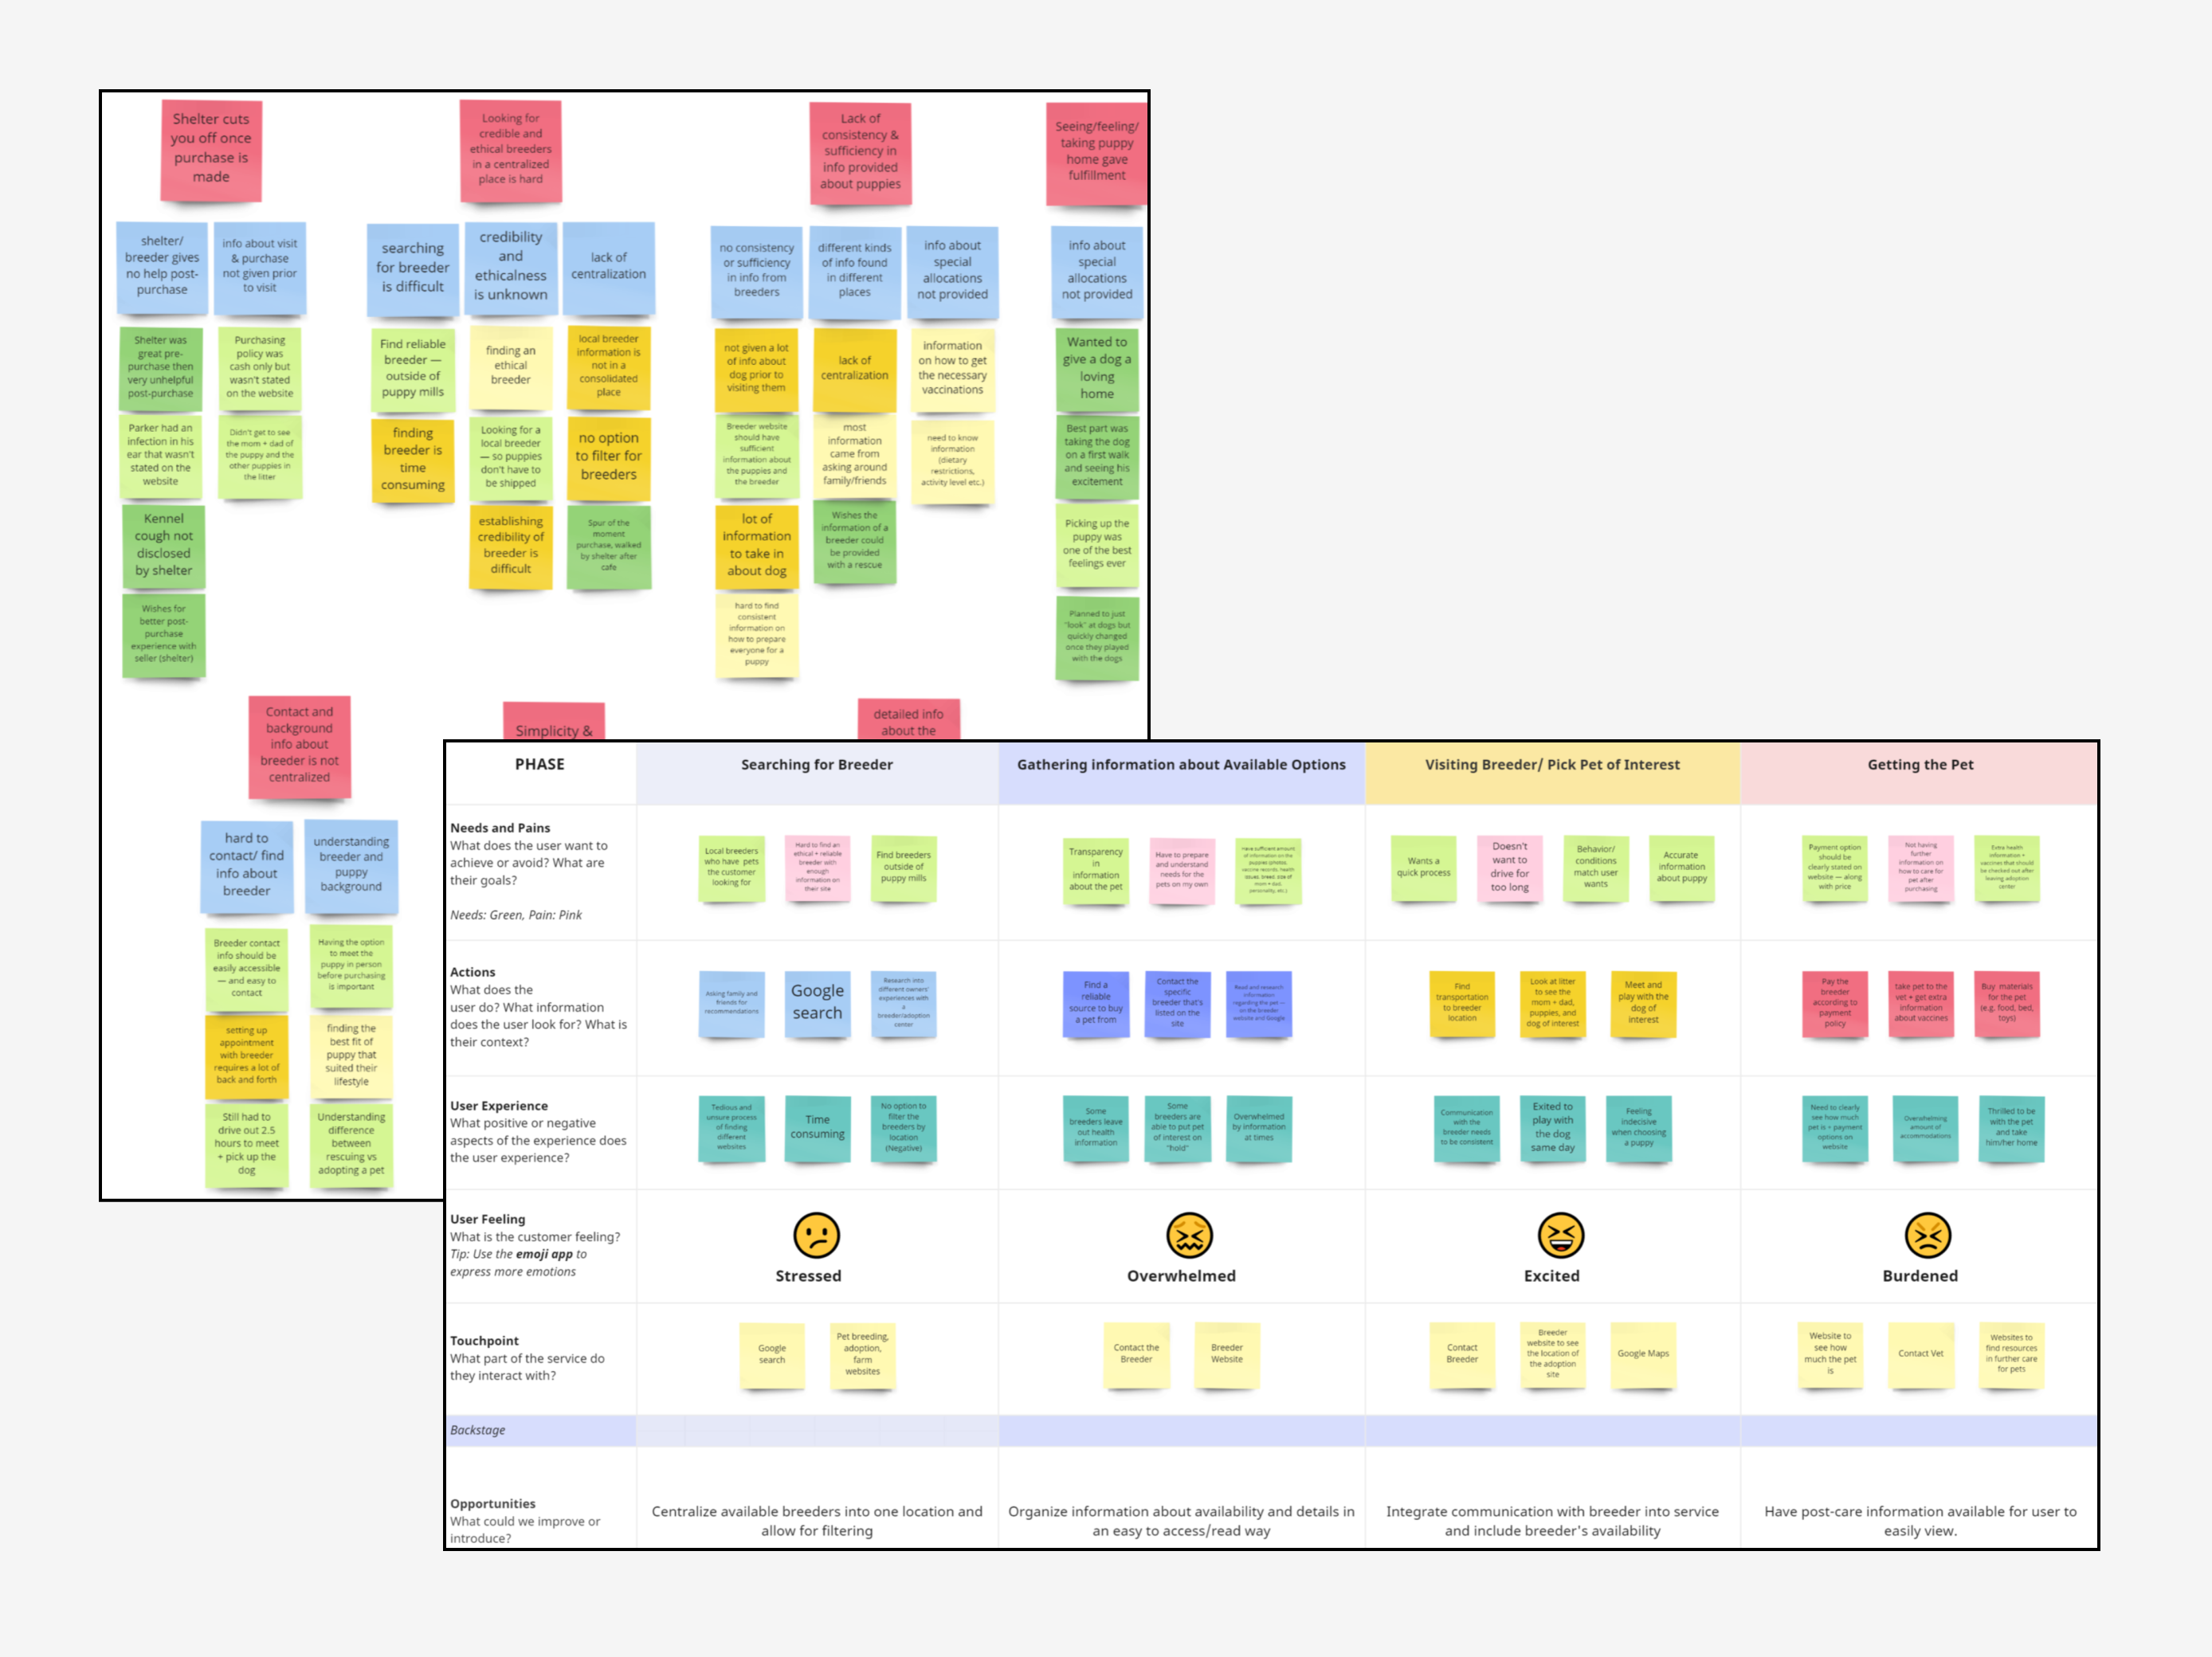 Shelter cuts
you off once
purchase is
made
Looking for
credible and
ethical breeders
in a centralized
place is hard
Lack of
consistency &
sufficiency in
info provided
about puppies
Seeing/feeling/
taking puppy
home gave
fulfillment
shelter/
breeder gives
no help post-
purchase
info about visit
& purchase
not given prior
to visit
searching
for breeder
is difficult
credibility
and
ethicalness
is unknown
lack of
centralization
no consistency
or sufficiency
in info from
breeders
different kinds
of info found
in different
places
info about
special
allocations
not provided
info about
special
allocations
not provided
Shelter was
great pre-
purchase then
very unhelpful
post-purchase
Purchasing
policy was
cash only but
wasn't stated
on the website
Find reliable
breeder —
outside of
puppy mills
finding an
ethical
breeder
local breeder
information is
not in a
consolidated
place
not given a lot
of info about
dog prior to
visiting them
lack of
centralization
information
on how to get
the necessary
vaccinations
Wanted to
give a dog a
loving
home
Parker had an
infection in his
ear that wasn't
stated on the
website
Didn't get to see
the mom + dad of
the puppy and the
other puppies in
the litter
finding
breeder is
time
consuming
Looking for a
local breeder
— so puppies
don't have to
be shipped
no option
to filter for
breeders
Breeder website
should have
sufficient
information about
the puppies and
the breeder
most
information
came from
asking around
family/friends
need to know
information
(dietary
restrictions,
activity level etc.)
Best part was
taking the dog
on a first walk
and seeing his
excitement
Kennel
cough not
disclosed
by shelter
establishing
credibility of
breeder is
difficult
Spur of the
moment
purchase, walked
by shelter after
cafe
lot of
information
to take in
about dog
Wishes the
information of a
breeder could
be provided
with a rescue
Picking up the
puppy was
one of the best
feelings ever
Wishes for
better post-
purchase
experience with
seller (shelter)
hard to find
consistent
information on
how to prepare
everyone for a
puppy
Planned to just
"look" at dogs but
quickly changed
once they played
with the dogs
Contact and
background
info about
breeder is not
centralized
Simplicity &
detailed info
about the
hard to
contact/ find
info about
breeder
understanding
breeder and
puppy
background
Breeder contact
info should be
easily accessible
— and easy to
contact
Having the option
to meet the
puppy in person
before purchasing
is important
setting up
appointment
with breeder
requires a lot of
back and forth
finding the
best fit of
puppy that
suited their
lifestyle
Still had to
drive out 2.5
hours to meet
+ pick up the
dog
Understanding
difference
between
rescuing vs
adopting a pet
PHASE
Searching for Breeder
Gathering information about Available Options
Visiting Breeder/ Pick Pet of Interest
Getting the Pet
Needs and Pains
What does the user want to
achieve or avoid? What are
their goals?
Needs: Green, Pain: Pink
Local breeders
who have pets
the customer
looking for
Hard to find an
ethical + reliable
breeder with
enough
information on
their site
Find breeders
outside of
puppy mills
Transparency
in
information
about the pet
Have to prepare
and understand
needs for the
pets on my own
Have sufficient amount
of information on the
puppies (photos,
vaccine records, health
issues, breed, size of
mom + dad,
personality, etc.)
Wants a
quick process
Doesn't
want to
drive for
too long
Behavior/
conditions
match user
wants
Accurate
information
about puppy
Payment option
should be
clearly stated on
website — along
with price
Not having
further
information on
how to care for
pet after
purchasing
Extra health
information +
vaccines that should
be checked out after
leaving adoption
center
Actions
What does the
user do? What information
does the user look for? What is
their context?
Asking family and
friends for
recommendations
Google
search
Research into
different owners'
experiences with
a
breeder/adoption
center
Find a
reliable
source to buy
a pet from
Contact the
specific
breeder that's
listed on the
site
Read and research
information
regarding the pet —
on the breeder
website and Google
Find
transportation
to breeder
location
Look at litter
to see the
mom + dad,
puppies, and
dog of interest
Meet and
play with the
dog of
interest
Pay the
breeder
according to
payment
policy
take pet to the
vet + get extra
information
about vaccines
Buy materials
for the pet
(e.g, food, bed,
toys)
User Experience
What positive or negative
aspects of the experience does
the user experience?
Tedious and
unsure process
of finding
different
websites
Time
consuming
No option to
filter the
breeders by
location
(Negative)
Some
breeders leave
out health
information
Some
breeders are
able to put pet
of interest on
"hold"
Overwhelmed
by information
at times
Communication
with the
breeder needs
to be consistent
Exited to
play with
the dog
same day
Feeling
indecisive
when choosing
a puppy
Need to clearly
see how much
pet is + payment
options on
website
Overwhelming
amount of
accommodations
Thrilled to be
with the pet
and take
him/her home
User Feeling
What is the customer feeling?
Tip: Use the emoji app to
express more emotions
Stressed
Overwhelmed
Excited
Burdened
Touchpoint
What part of the service do
they interact with?
Google
search
Pet breeding,
adoption,
farm
websites
Contact the
Breeder
Breeder
Website
Contact
Breeder
Breeder
website to see
the location of
the adoption
site
Google Maps
Website to
see how
much the pet
is
Contact Vet
Websites to
find resources
in further care
for pets
Backstage
Opportunities
What could we improve or
introduce?
Centralize available breeders into one location and
allow for filtering
Organize information about availability and details in
an easy to access/read way
Integrate communication with breeder into service
and include breeder's availability
Have post-care information available for user to
easily view.